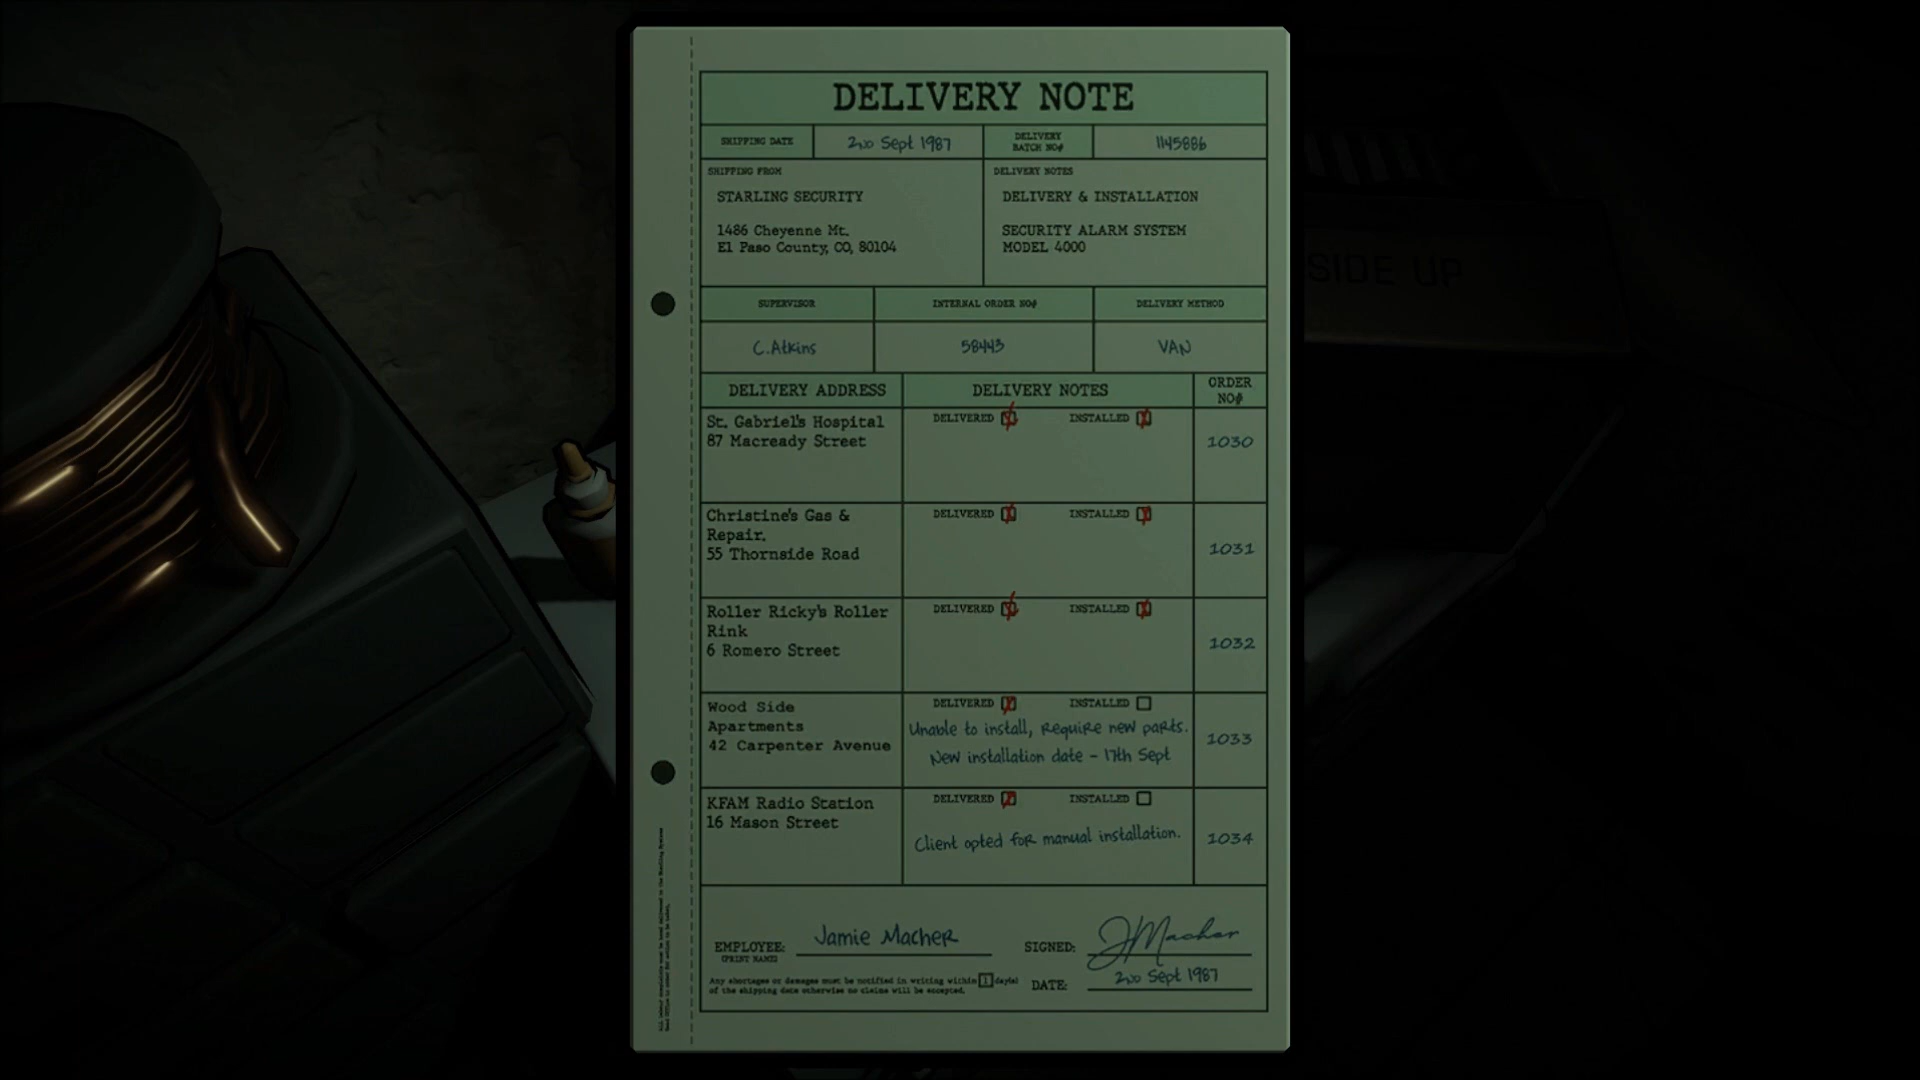 DELIVERY NOTE
SHIPPING DATE
2ND Sept 1987
DELIVERY
BATCH NO#
1145886
SHIPPING FROM
STARLING SECURITY
1486 Cheyenne Mt.
El Paso County, CO, 80104
DELIVERY NOTES
DELIVERY & INSTALLATION
SECURITY ALARM SYSTEM
MODEL 4000
SUPERVISOR
INTERNAL ORDER NO#
DELIVERY METHOD
C.Atkins
58443
VAN
DELIVERY ADDRESS
DELIVERY NOTES
ORDER
NO#
St. Gabriel's Hospital
87 Macready Street
DELIVERED
INSTALLED
1030
Christine's Gas &
Repair.
55 Thornside Road
DELIVERED
INSTALLED
1031
Roller Ricky's Roller
Rink
6 Romero Street
DELIVERED
INSTALLED
1032
Wood Side
Apartments
42 Carpenter Avenue
DELIVERED
INSTALLED
Unable to install, require new parts.
New installation date - 17th Sept
1033
KFAM Radio Station
16 Mason Street
DELIVERED
INSTALLED
Client opted for manual installation.
1034
EMPLOYEE:
(PRINT NAME)
Jamie Macher
SIGNED:
JMacher
Any shortages or damages must be notified in writing within 1 day(s)
of the shipping date otherwise no claims will be accepted.
DATE:
2ND Sept 1987
SIDE UP